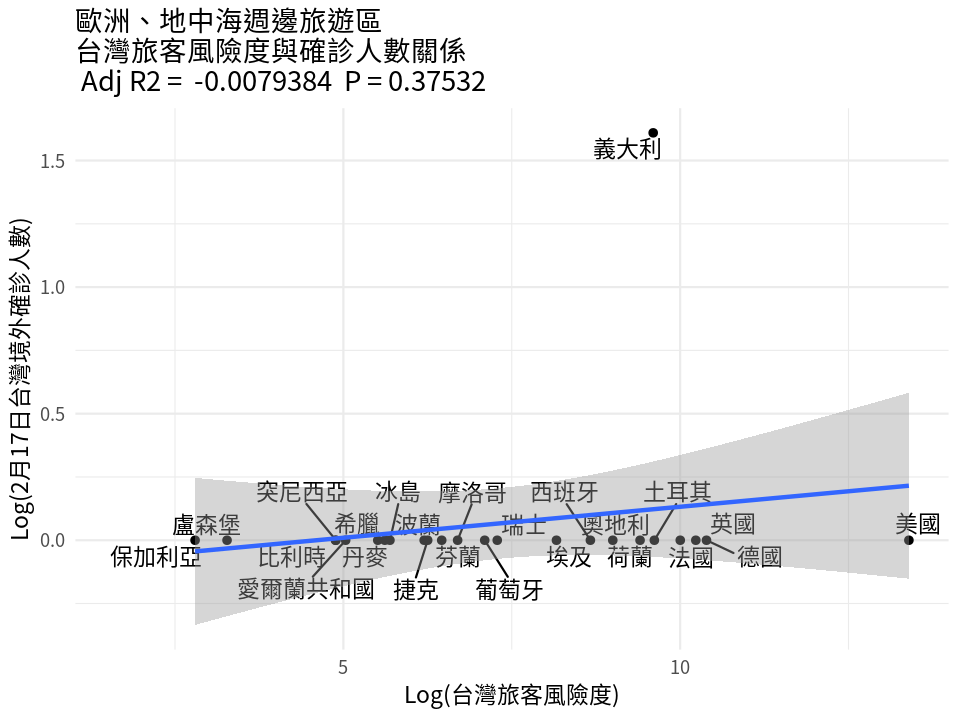 歐洲、地中海週邊旅遊區
台灣旅客風險度與確診人數關係
Adj R2 = -0.0079384 P = 0.37532
義大利
1.5
1.0
0.5
0.0
Log(2月17日台灣境外確診人數)
突尼西亞 冰島 摩洛哥 西班牙 土耳其
盧森堡 希臘 波蘭 瑞士 奧地利 英國 美國
保加利亞 比利時 丹麥 芬蘭 埃及 荷蘭 法國 德國
愛爾蘭共和國 捷克 葡萄牙
5 10
Log(台灣旅客風險度)